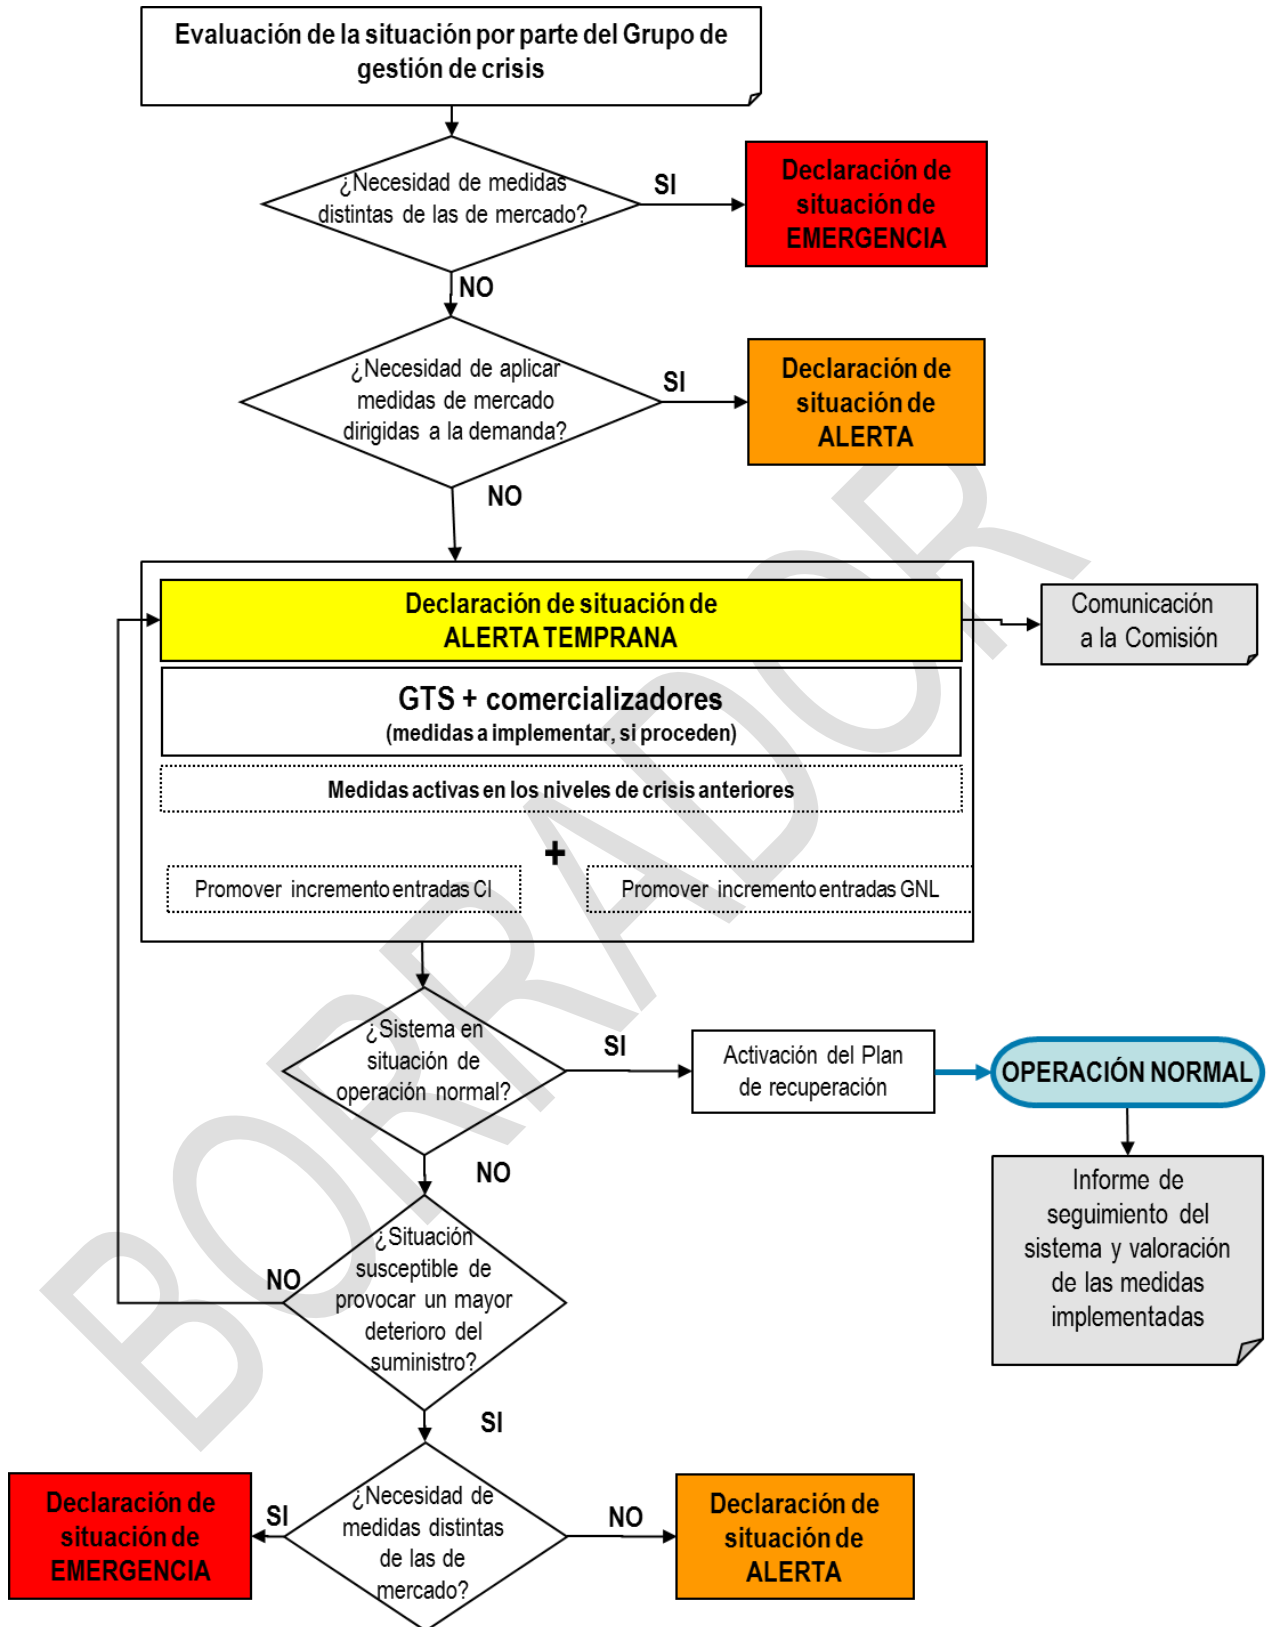 Evaluación de la situación por parte del Grupo de
gestión de crisis
¿Necesidad de medidas
distintas de las de mercado?
SI
Declaración de
situación de
EMERGENCIA
NO
¿Necesidad de aplicar
medidas de mercado
dirigidas a la demanda?
SI
Declaración de
situación de
ALERTA
NO
Declaración de situación de
ALERTA TEMPRANA
Comunicación
a la Comisión
GTS + comercializadores
(medidas a implementar, si proceden)
Medidas activas en los niveles de crisis anteriores
+
Promover incremento entradas CI
Promover incremento entradas GNL
¿Sistema en
situación de
operación normal?
SI
Activación del Plan
de recuperación
OPERACIÓN NORMAL
NO
Informe de
seguimiento del
sistema y valoración
de las medidas
implementadas
¿Situación
susceptible de
provocar un mayor
deterioro del
suministro?
NO
SI
¿Necesidad de
medidas distintas
de las de
mercado?
SI
Declaración de
situación de
EMERGENCIA
NO
Declaración de
situación de
ALERTA
BORRADOR